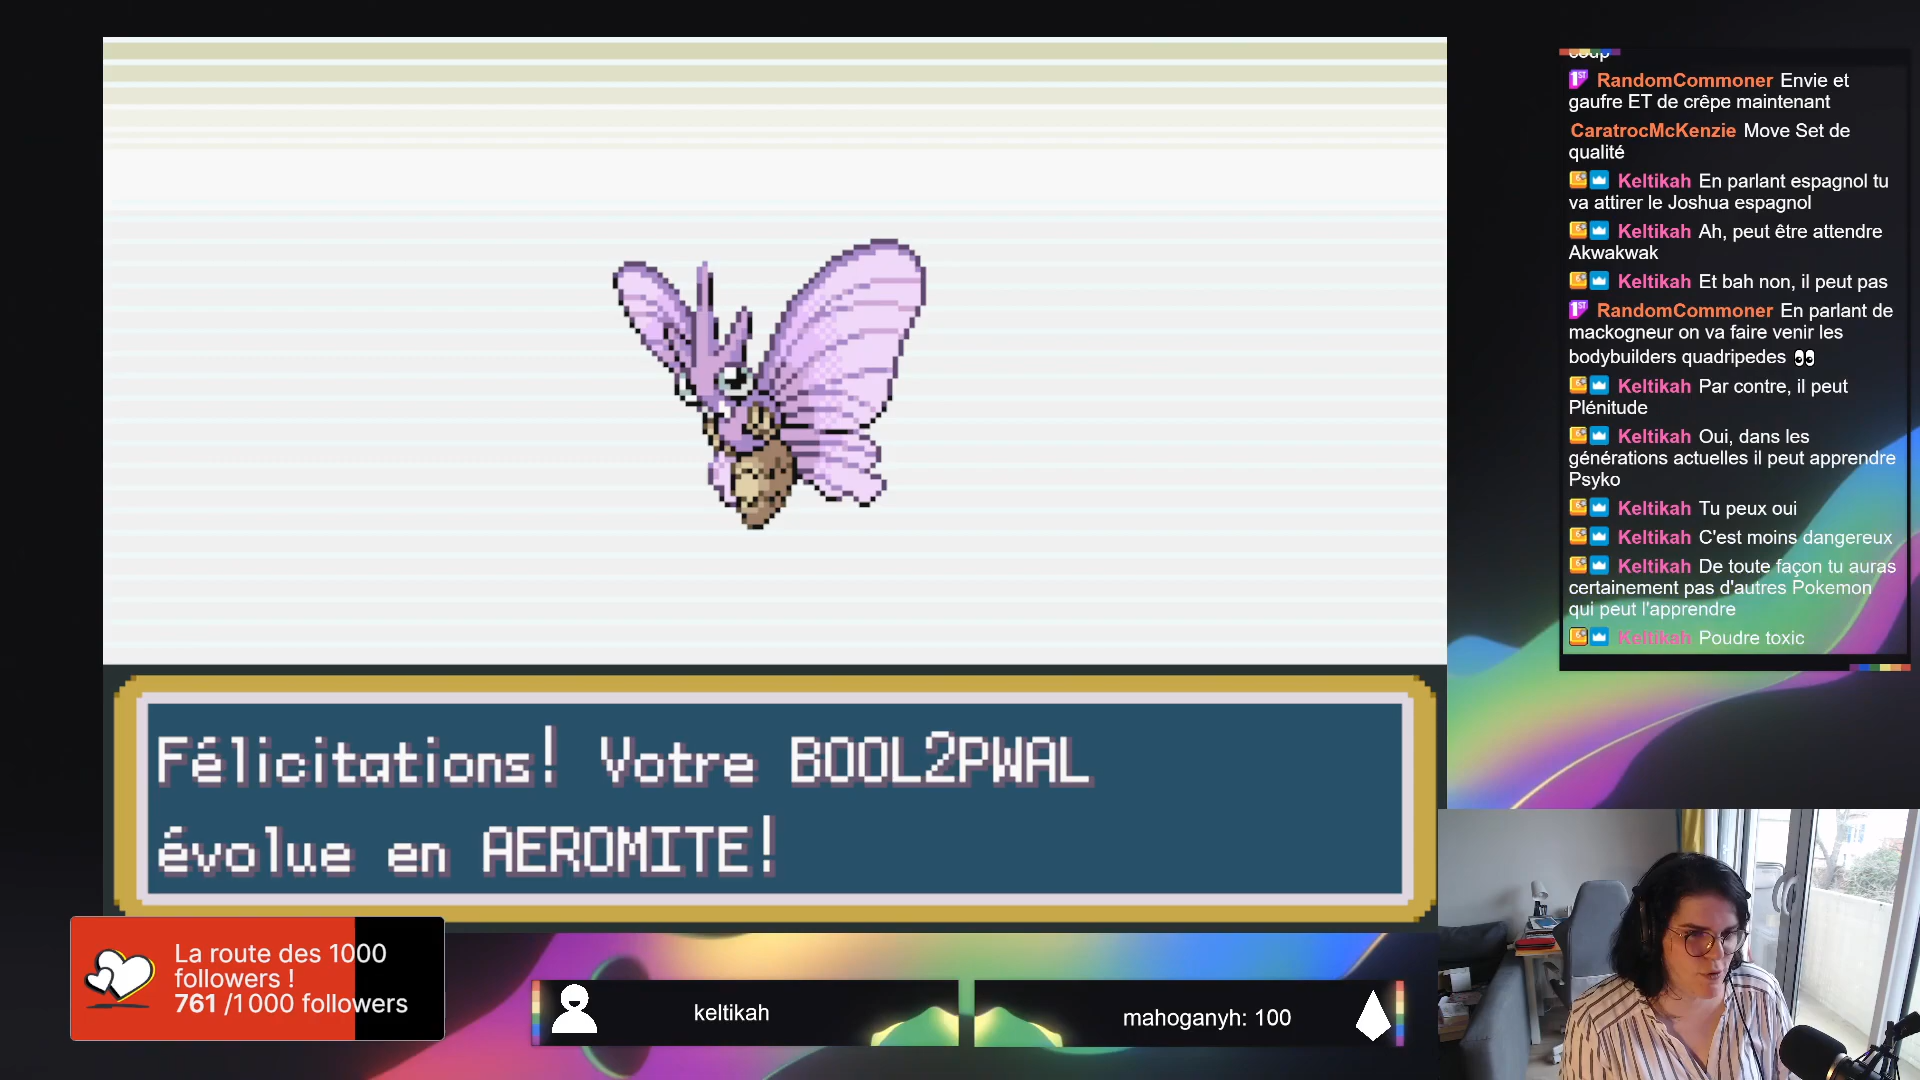 coup
RandomCommoner Envie et
gaufre ET de crêpe maintenant
CaratrocMcKenzie Move Set de
qualité
Keltikah En parlant espagnol tu
va attirer le Joshua espagnol
Keltikah Ah, peut être attendre
Akwakwak
Keltikah Et bah non, il peut pas
RandomCommoner En parlant de
mackogneur on va faire venir les
bodybuilders quadripedes 👀
Keltikah Par contre, il peut
Plénitude
Keltikah Oui, dans les
générations actuelles il peut apprendre
Psyko
Keltikah Tu peux oui
Keltikah C'est moins dangereux
Keltikah De toute façon tu auras
certainement pas d'autres Pokemon
qui peut l'apprendre
Keltikah Poudre toxic
Félicitations! Votre BOOL2PWAL
évolue en AEROMITE!
La route des 1000
followers !
761 /1000 followers
keltikah
mahoganyh: 100